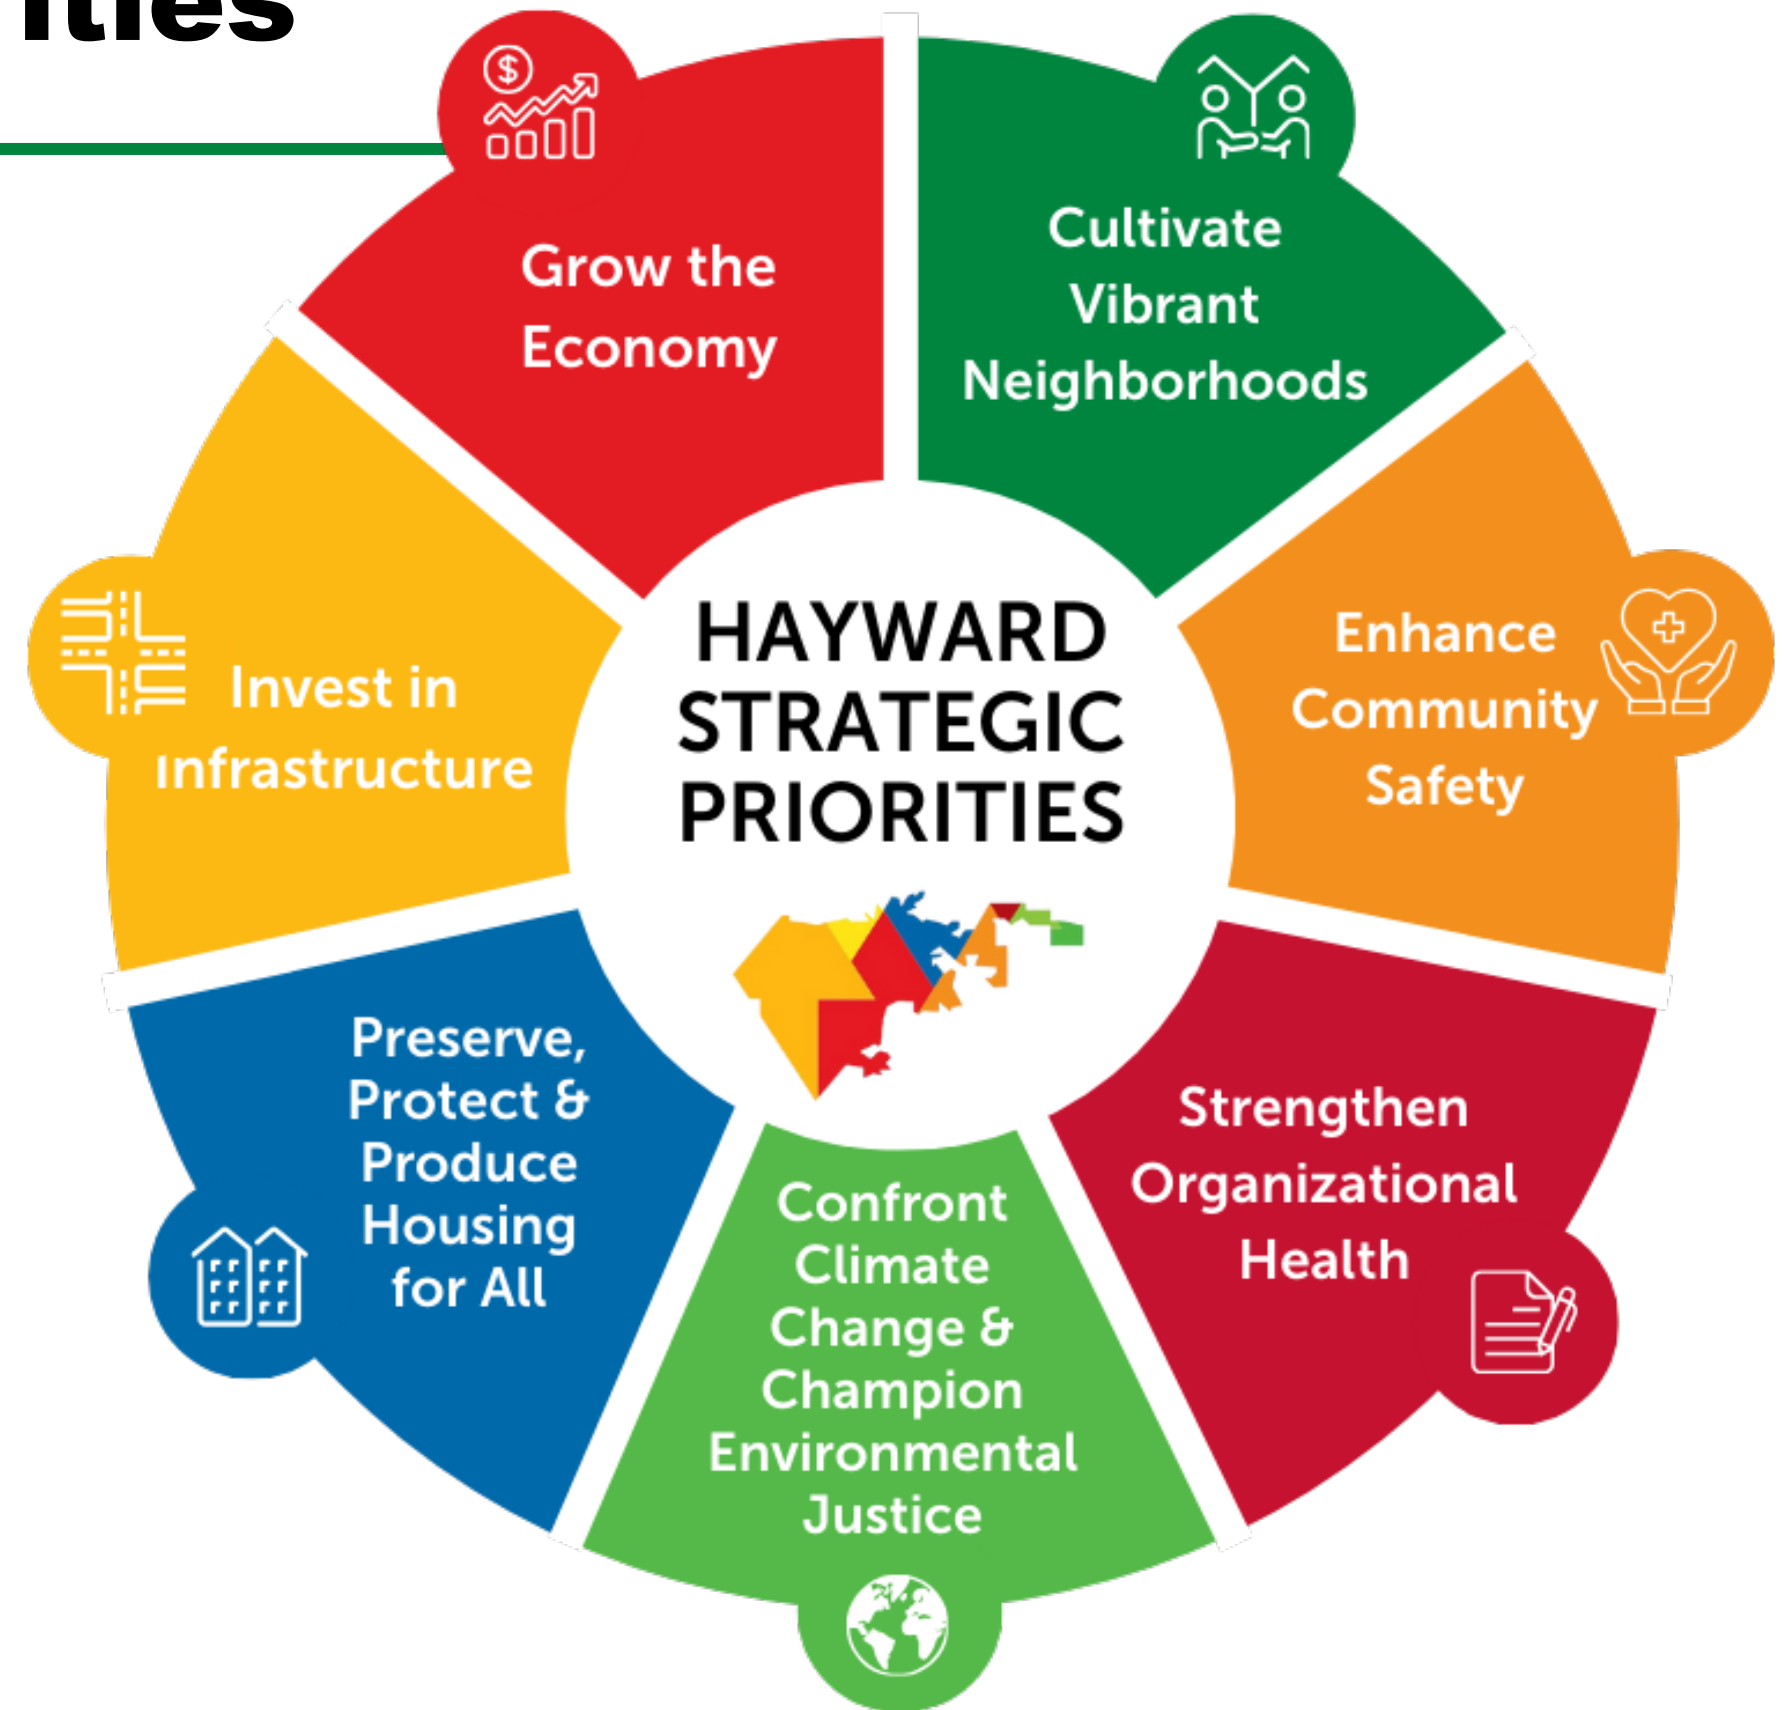 ities
Grow the
Economy
Cultivate
Vibrant
Neighborhoods
Enhance
Community
Safety
Strengthen
Organizational
Health
Confront
Climate
Change &
Champion
Environmental
Justice
Preserve,
Protect &
Produce
Housing
for All
Invest in
Infrastructure
HAYWARD
STRATEGIC
PRIORITIES